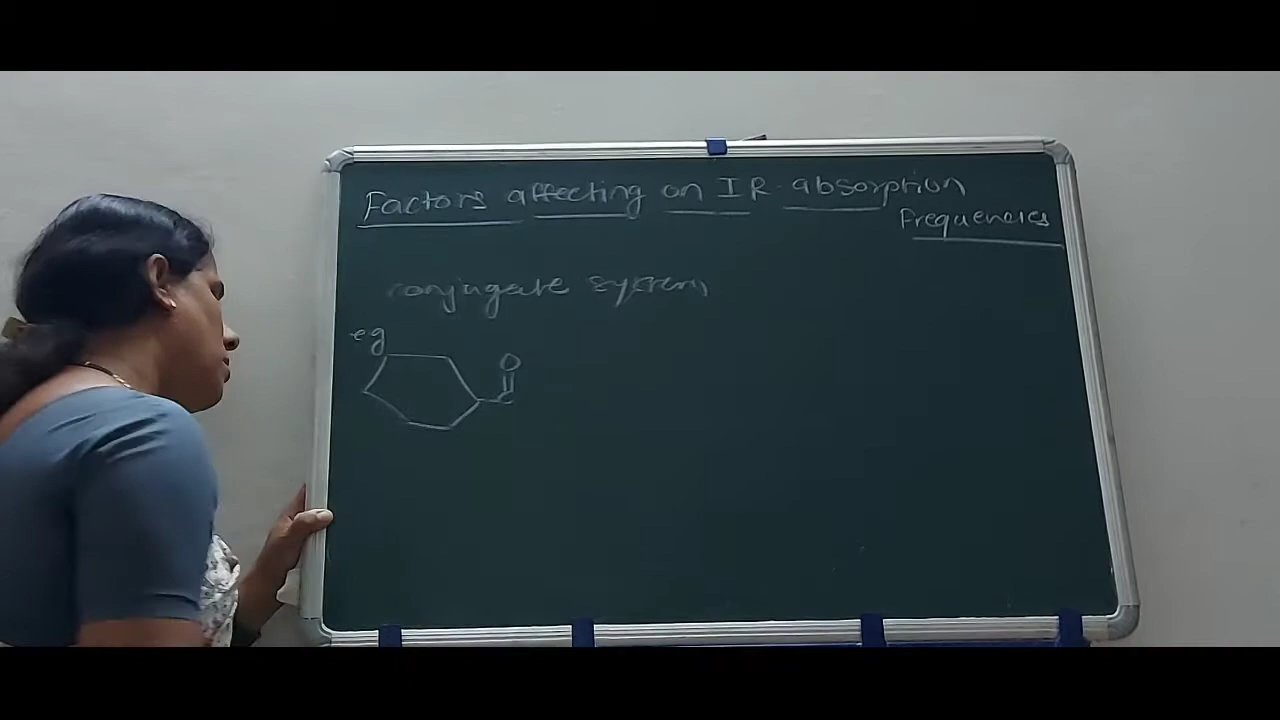 Factors affecting on IR absorption
Frequencies
conjugate system
eg
O
C